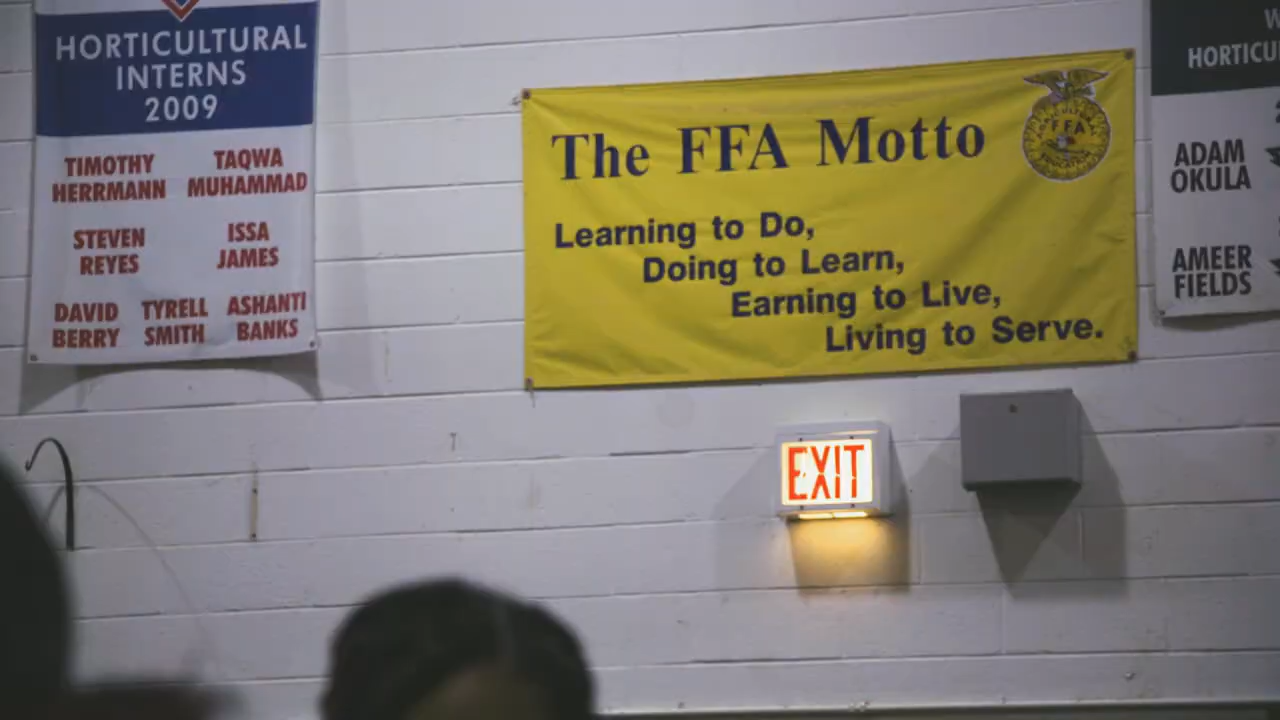 HORTICULTURAL
INTERNS
2009
TIMOTHY HERRMANN
TAQWA MUHAMMAD
STEVEN REYES
ISSA JAMES
DAVID BERRY
TYRELL SMITH
ASHANTI BANKS
The FFA Motto
Learning to Do,
Doing to Learn,
Earning to Live,
Living to Serve.
FFA
EXIT
ADAM
OKULA
AMEER
FIELDS